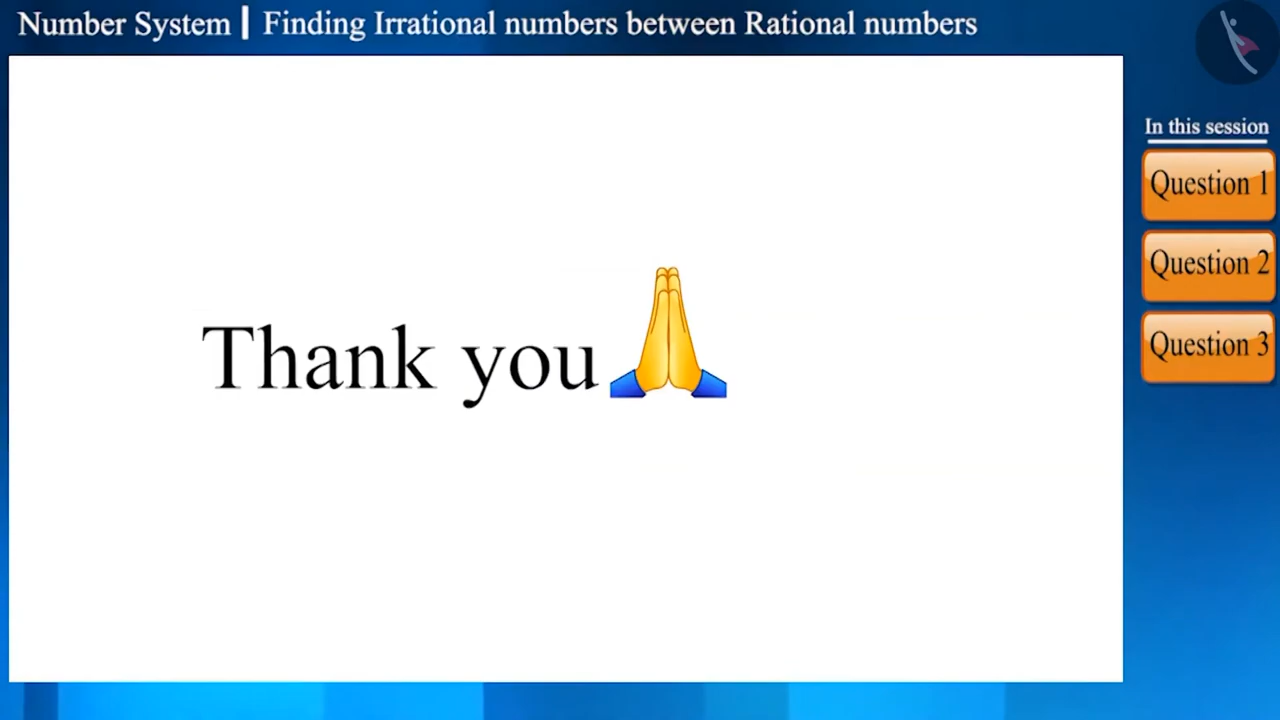 Number System | Finding Irrational numbers between Rational numbers
In this session
Question 1
Question 2
Question 3
Thank you🙏